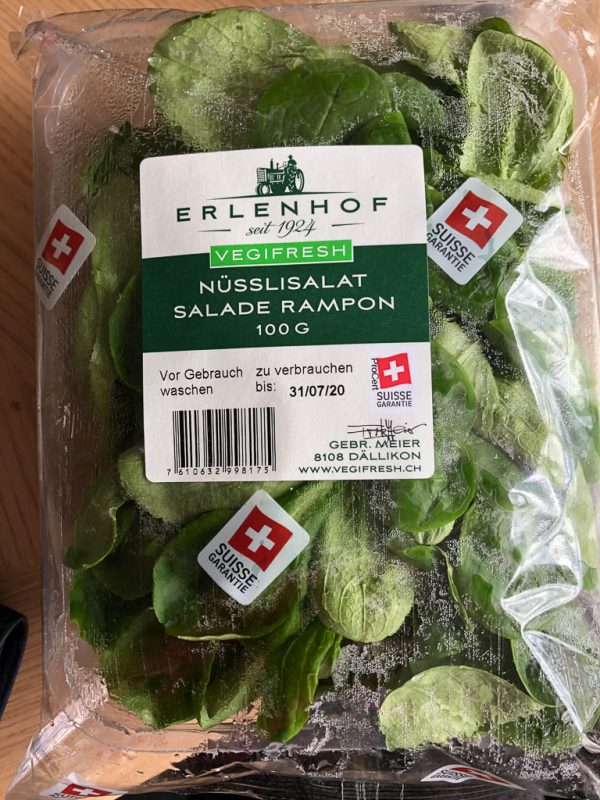 ERLENHOF
seit 1924
VEGIFRESH
NÜSSLISALAT
SALADE RAMPON
100 G
Vor Gebrauch
waschen
zu verbrauchen
bis: 31/07/20
ProCert
SUISSE
GARANTIE
7 610632 998175
GEBR. MEIER
8108 DÄLLIKON
WWW.VEGIFRESH.CH
SUISSE
GARANTIE
SUISSE
GARANTIE
SUISSE
GARANTIE